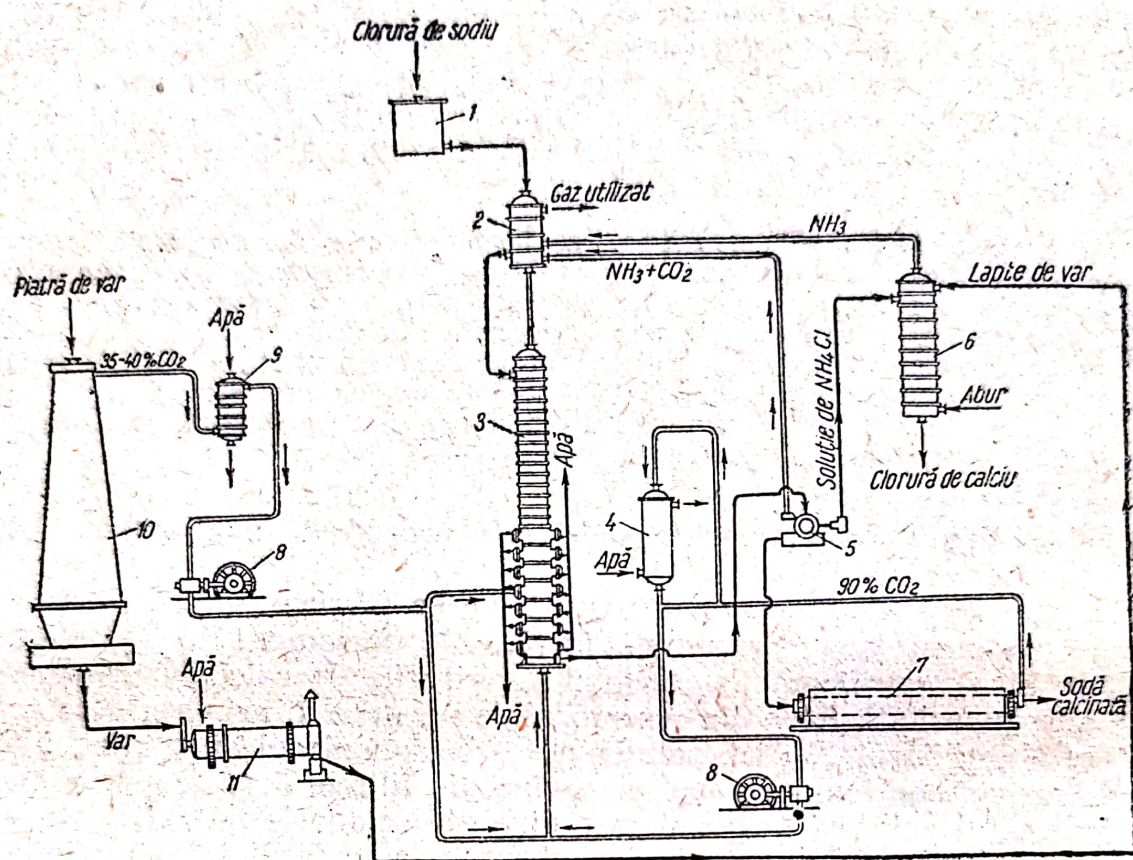 Clorură de sodiu
1
Gaz utilizat
2
NH₃
NH₃+CO₂
Lapte de var
Piatră de var
Apă
35-40%CO₂
9
6
3
Apă
Soluție de NH₄Cl
Abur
Clorură de calciu
10
8
4
5
Apă
90% CO₂
Apă
Apă
7
Sodă
calcinată
Var
11
8